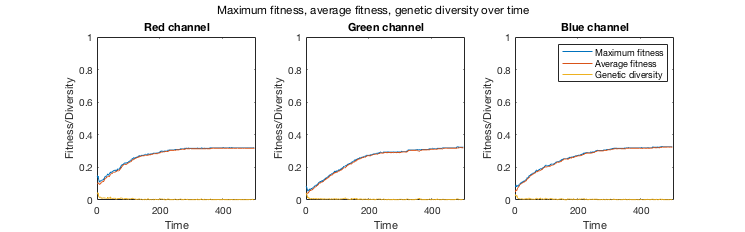 Maximum fitness, average fitness, genetic diversity over time
Red channel
Fitness/Diversity
1
0.8
0.6
0.4
0.2
0
0
200
400
Time
Green channel
Fitness/Diversity
1
0.8
0.6
0.4
0.2
0
0
200
400
Time
Blue channel
Fitness/Diversity
1
0.8
0.6
0.4
0.2
0
0
200
400
Time
Maximum fitness
Average fitness
Genetic diversity